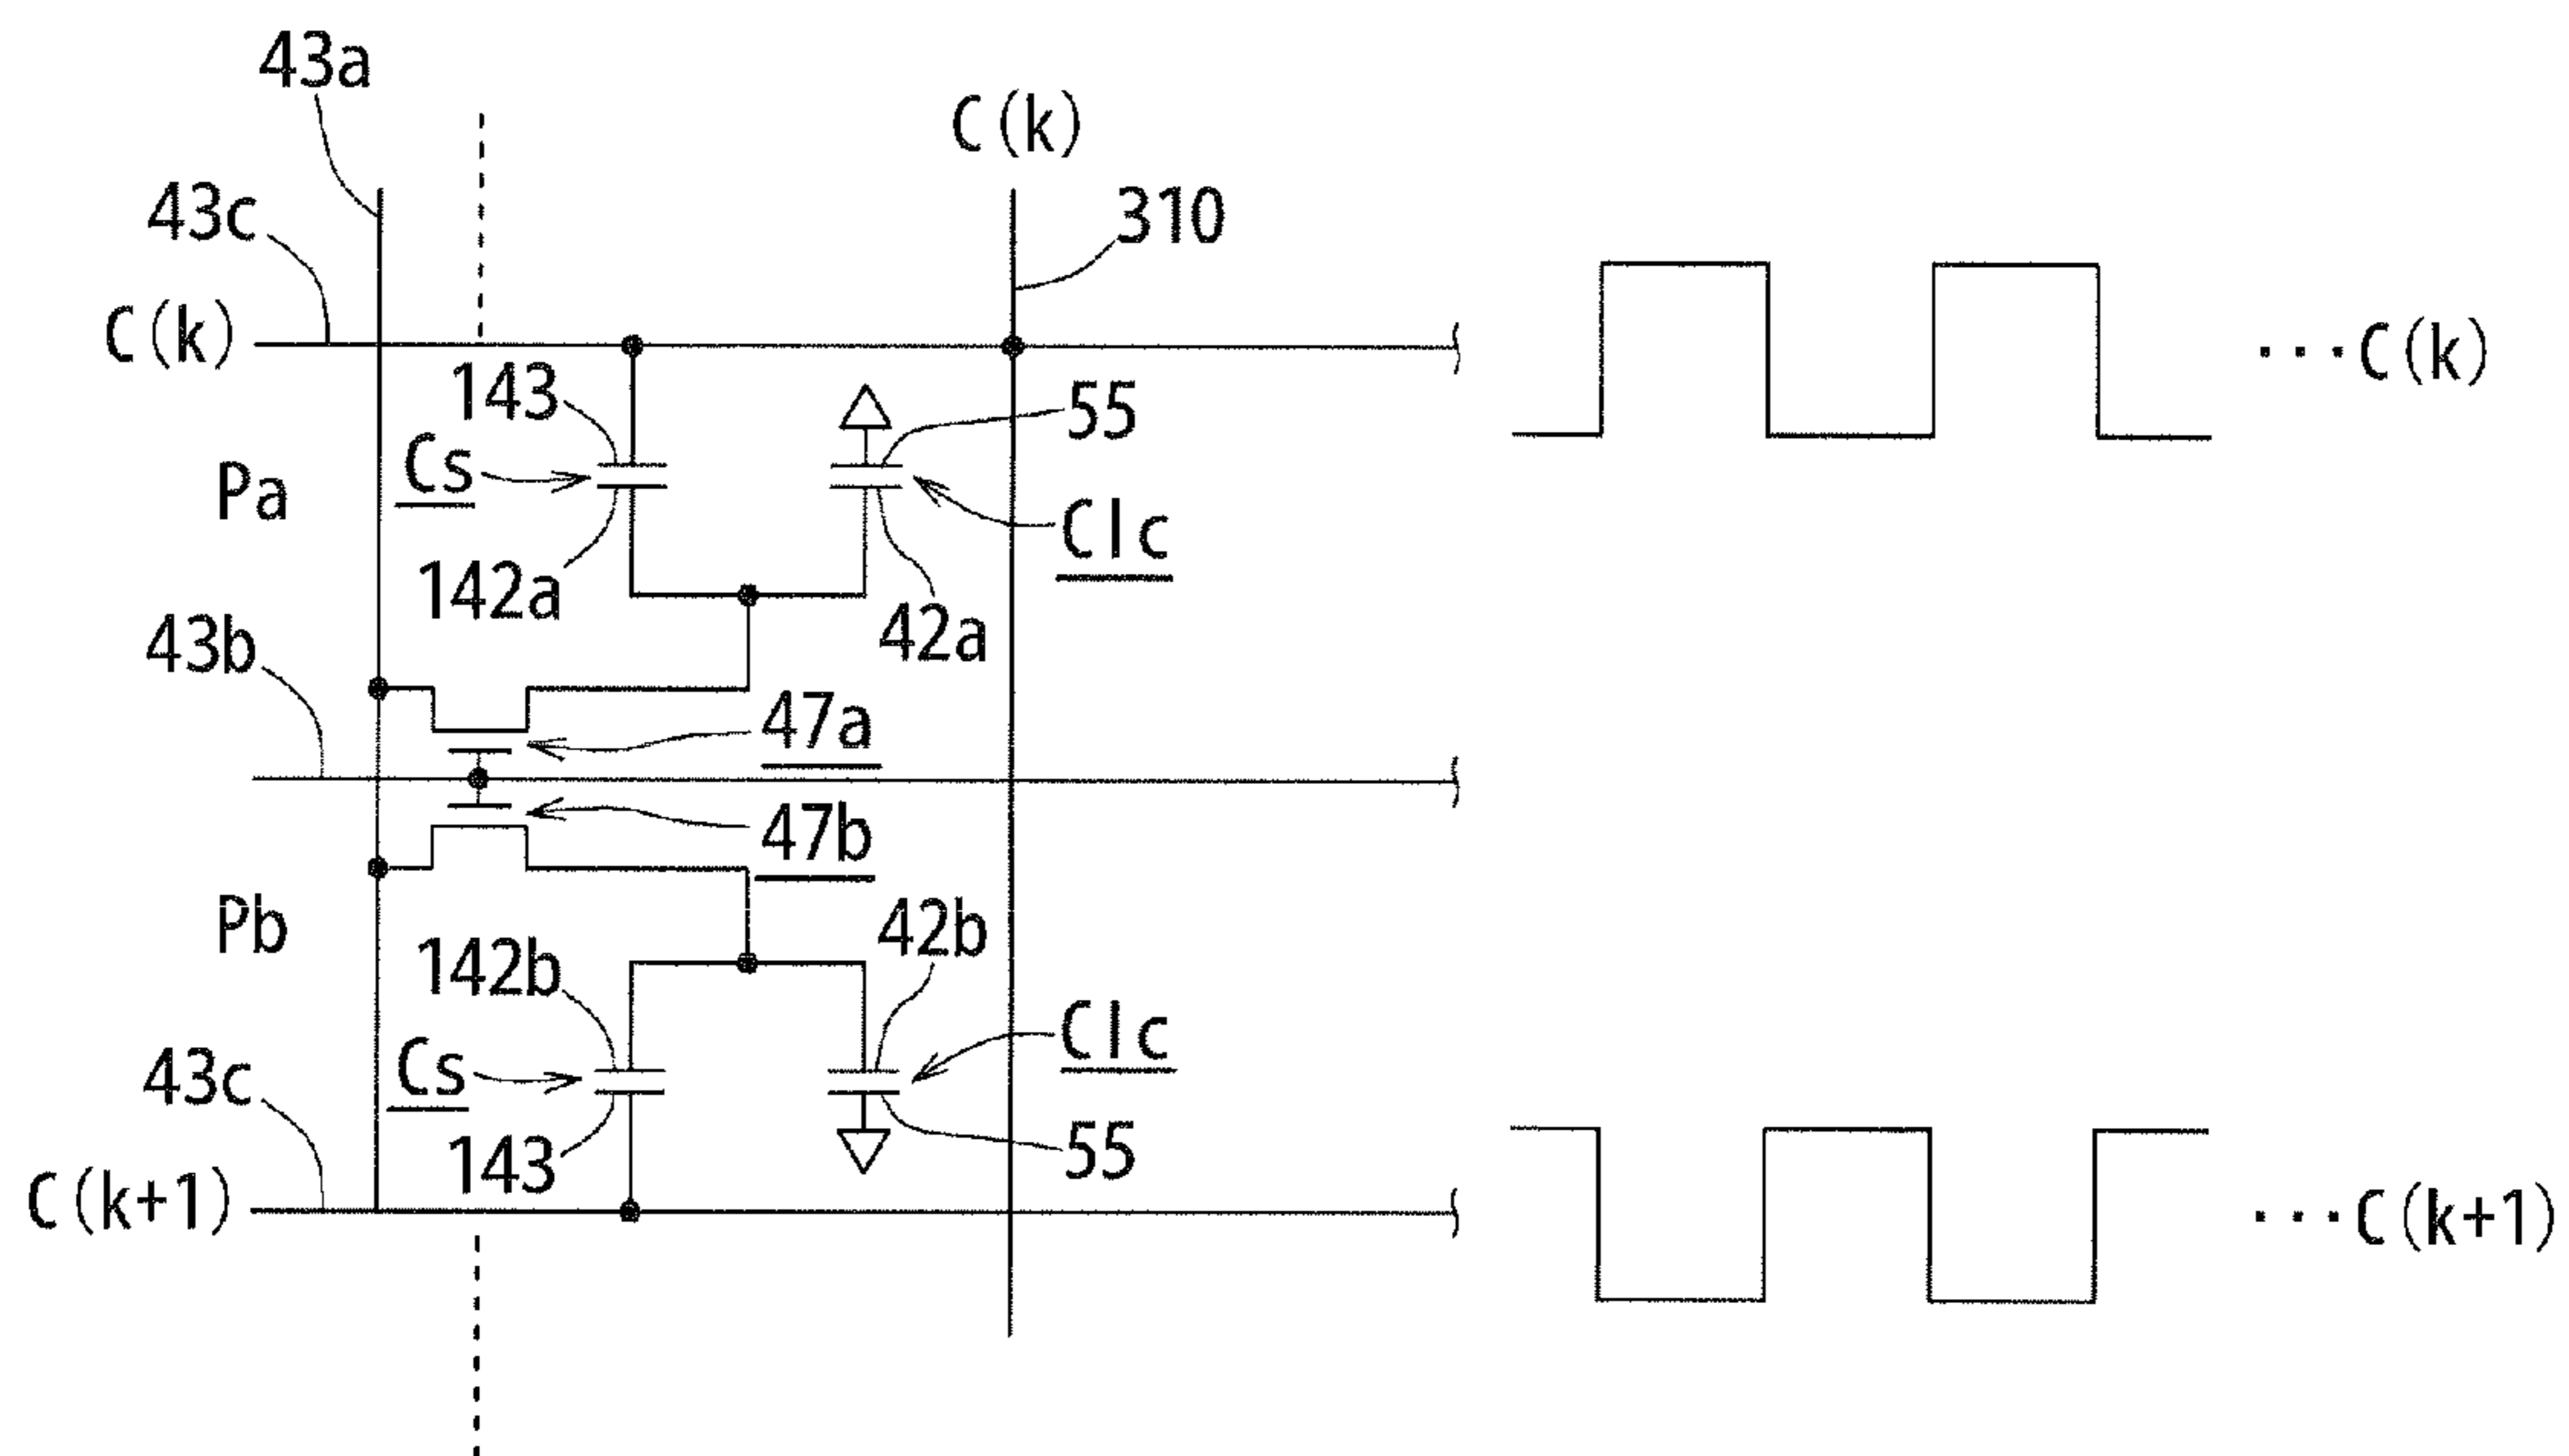 43a
C(k)
43c
310
C(k)
143
55
···C(k)
Cs
Pa
Clc
142a
42a
43b
47a
47b
Pb
42b
142b
Clc
Cs
43c
143
55
C(k+1)
···C(k+1)